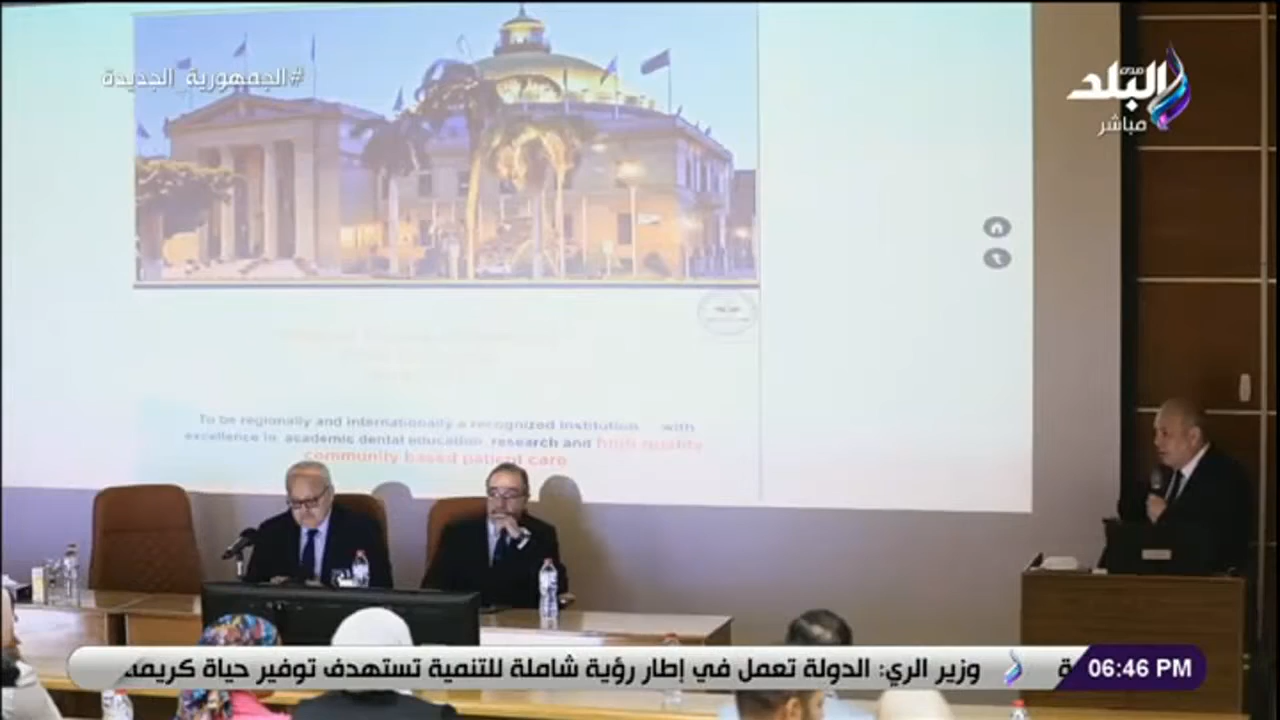 #الجمهورية_الجديدة
صدى
البلد
مباشر
To be regionally and internationally a recognized institution with
excellence in academic dental education, research and high quality
community based patient care
وزير الري: الدولة تعمل في إطار رؤية شاملة للتنمية تستهدف توفير حياة كريمة
ة
06:46 PM